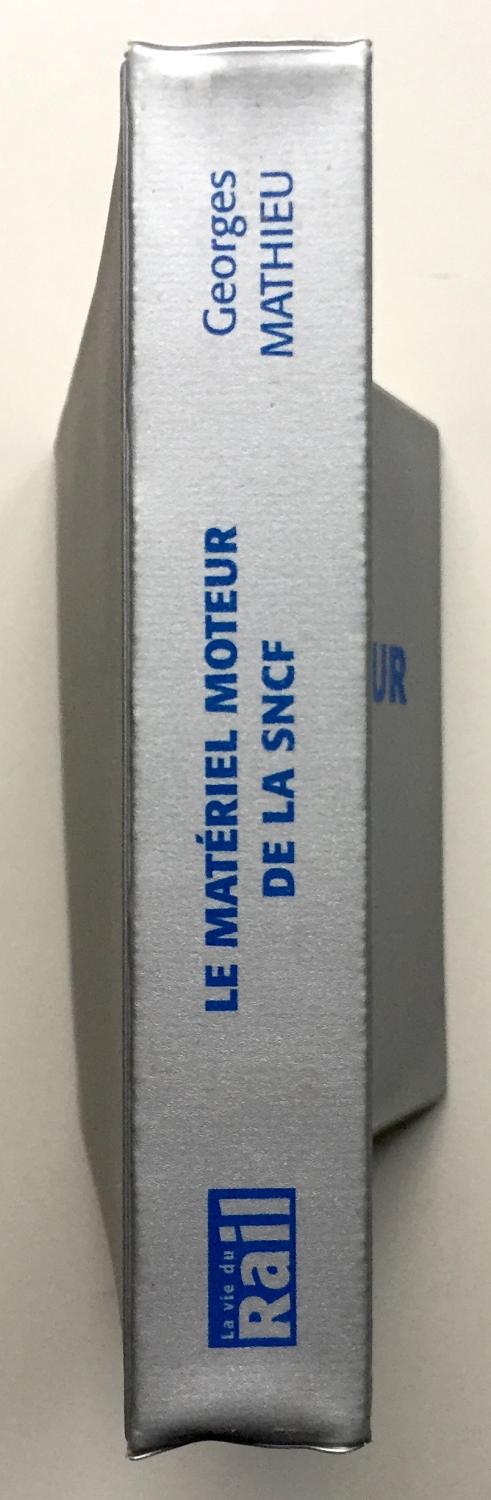 Georges
MATHIEU
LE MATÉRIEL MOTEUR
DE LA SNCF
UR
La vie du
Rail